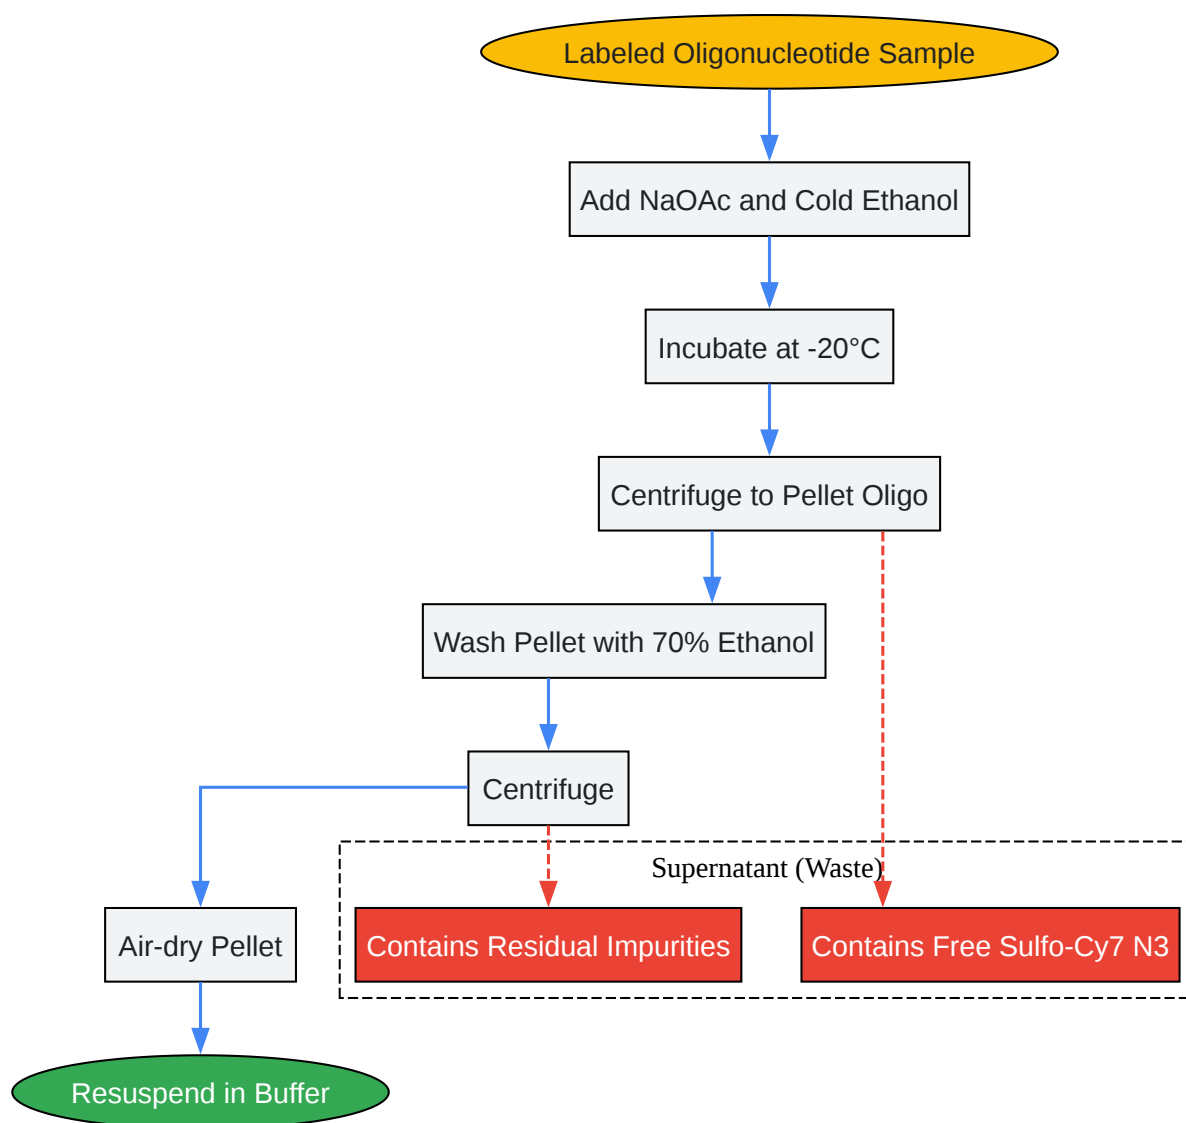 Labeled Oligonucleotide Sample
Add NaOAc and Cold Ethanol
Incubate at -20°C
Centrifuge to Pellet Oligo
Wash Pellet with 70% Ethanol
Centrifuge
Supernatant (Waste)
Air-dry Pellet
Contains Residual Impurities
Contains Free Sulfo-Cy7 N3
Resuspend in Buffer